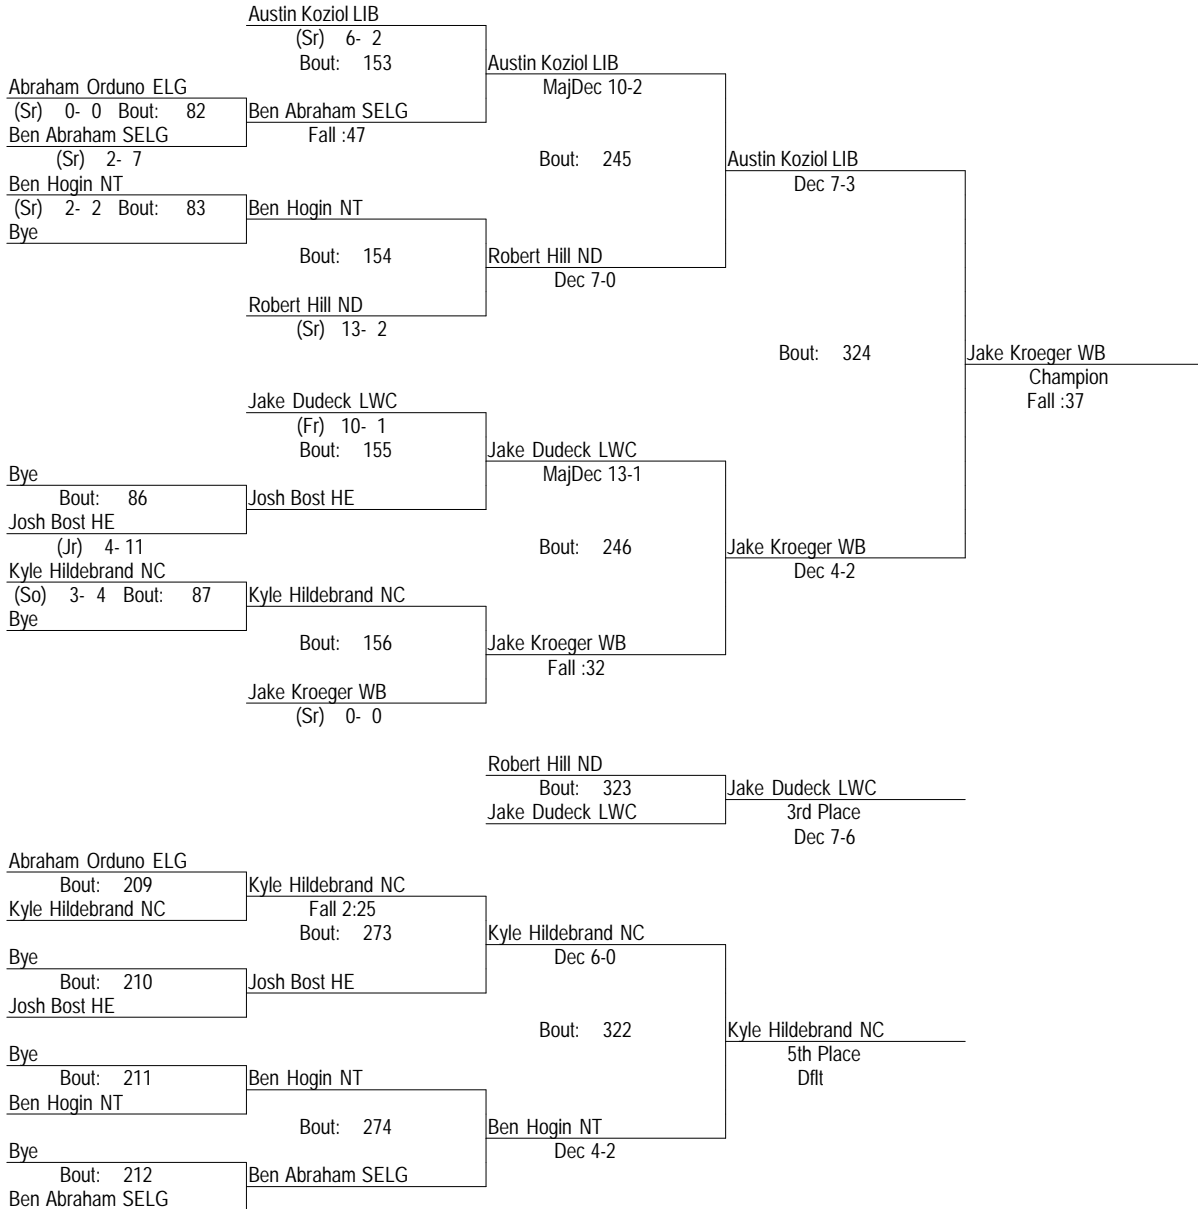 Austin Koziol LIB
(Sr) 6- 2
Bout: 153
Austin Koziol LIB
MajDec 10-2
Abraham Orduno ELG
(Sr) 0- 0 Bout: 82
Ben Abraham SELG
Ben Abraham SELG
Fall :47
(Sr) 2- 7
Bout: 245
Austin Koziol LIB
Dec 7-3
Ben Hogin NT
(Sr) 2- 2 Bout: 83
Ben Hogin NT
Bye
Bout: 154
Robert Hill ND
Dec 7-0
Robert Hill ND
(Sr) 13- 2
Bout: 324
Jake Kroeger WB
Champion
Fall :37
Jake Dudeck LWC
(Fr) 10- 1
Bout: 155
Jake Dudeck LWC
MajDec 13-1
Bye
Bout: 86
Josh Bost HE
Josh Bost HE
(Jr) 4- 11
Bout: 246
Jake Kroeger WB
Dec 4-2
Kyle Hildebrand NC
(So) 3- 4 Bout: 87
Kyle Hildebrand NC
Bye
Bout: 156
Jake Kroeger WB
Fall :32
Jake Kroeger WB
(Sr) 0- 0
Robert Hill ND
Bout: 323
Jake Dudeck LWC
Jake Dudeck LWC
3rd Place
Dec 7-6
Abraham Orduno ELG
Bout: 209
Kyle Hildebrand NC
Kyle Hildebrand NC
Fall 2:25
Bout: 273
Kyle Hildebrand NC
Dec 6-0
Bye
Bout: 210
Josh Bost HE
Josh Bost HE
Bout: 322
Kyle Hildebrand NC
5th Place
Dflt
Bye
Bout: 211
Ben Hogin NT
Ben Hogin NT
Bout: 274
Ben Hogin NT
Dec 4-2
Bye
Bout: 212
Ben Abraham SELG
Ben Abraham SELG